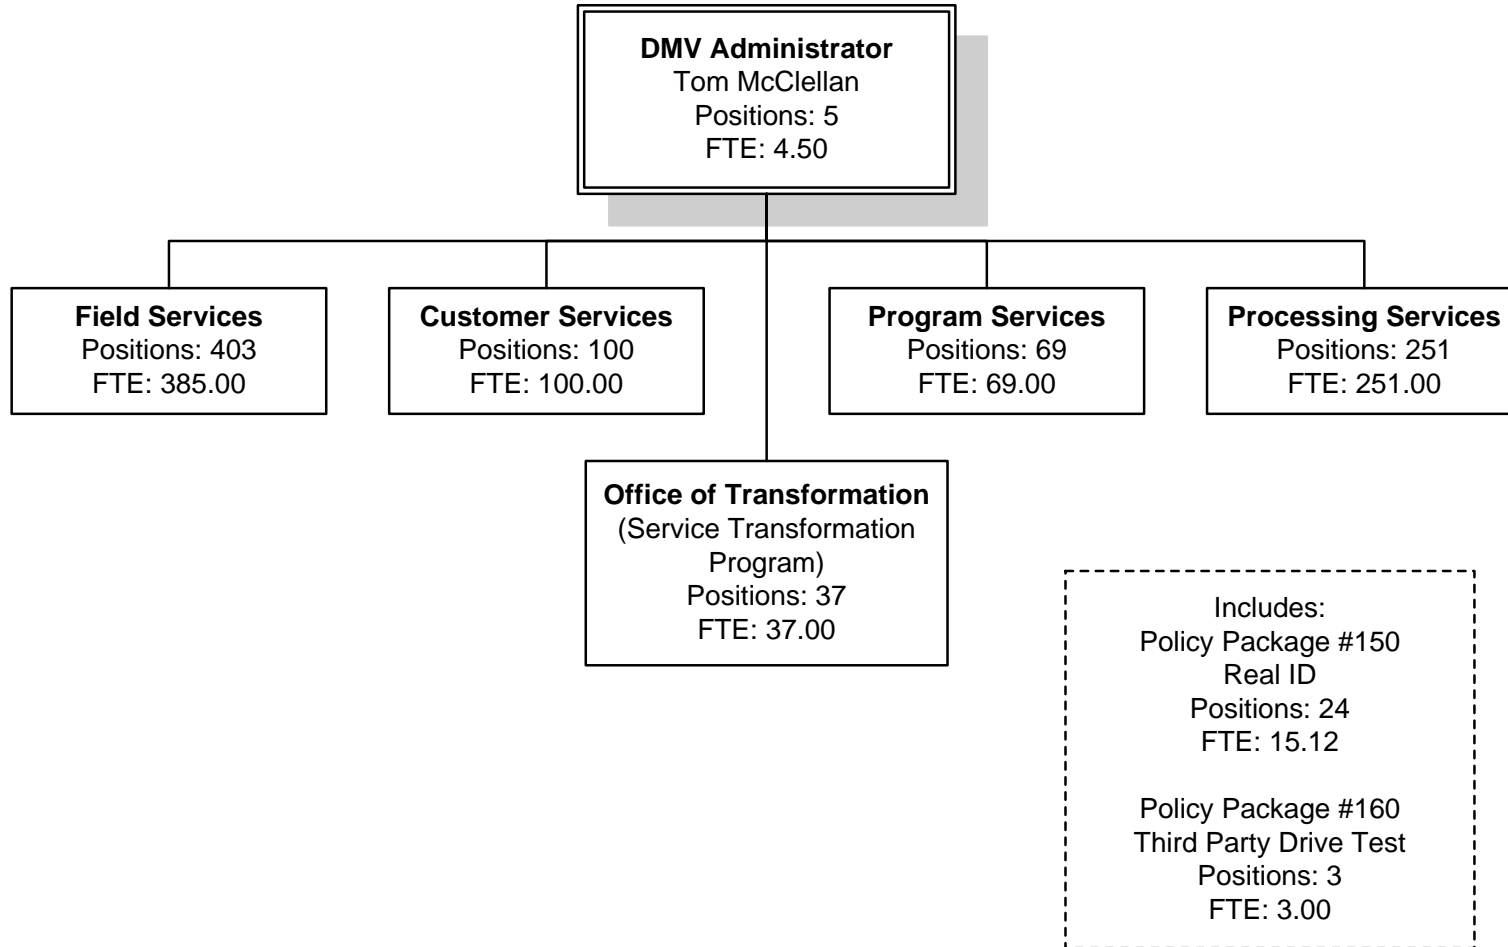 DMV Administrator
Tom McClellan
Positions: 5
FTE: 4.50
Field Services
Positions: 403
FTE: 385.00
Customer Services
Positions: 100
FTE: 100.00
Program Services
Positions: 69
FTE: 69.00
Processing Services
Positions: 251
FTE: 251.00
Office of Transformation
(Service Transformation
Program)
Positions: 37
FTE: 37.00
Includes:
Policy Package #150
Real ID
Positions: 24
FTE: 15.12
Policy Package #160
Third Party Drive Test
Positions: 3
FTE: 3.00